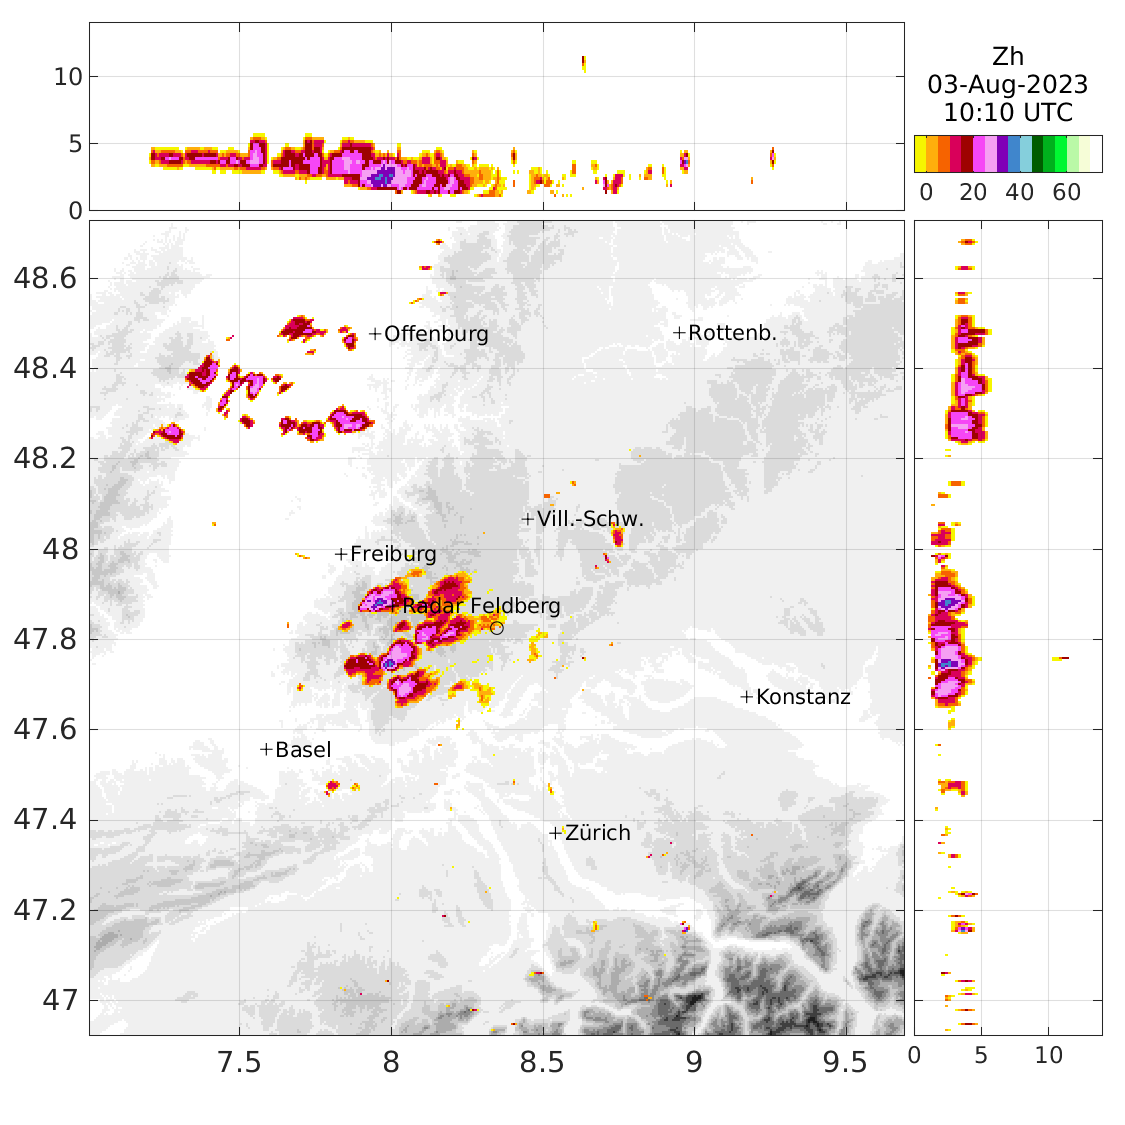 Zh
03-Aug-2023
10:10 UTC
0 20 40 60
10
5
0
48.6
48.4
48.2
48
47.8
47.6
47.4
47.2
47
Offenburg
Rottenb.
Vill.-Schw.
Freiburg
Radar Feldberg
Konstanz
Basel
Zürich
7.5 8 8.5 9 9.5
0 5 10